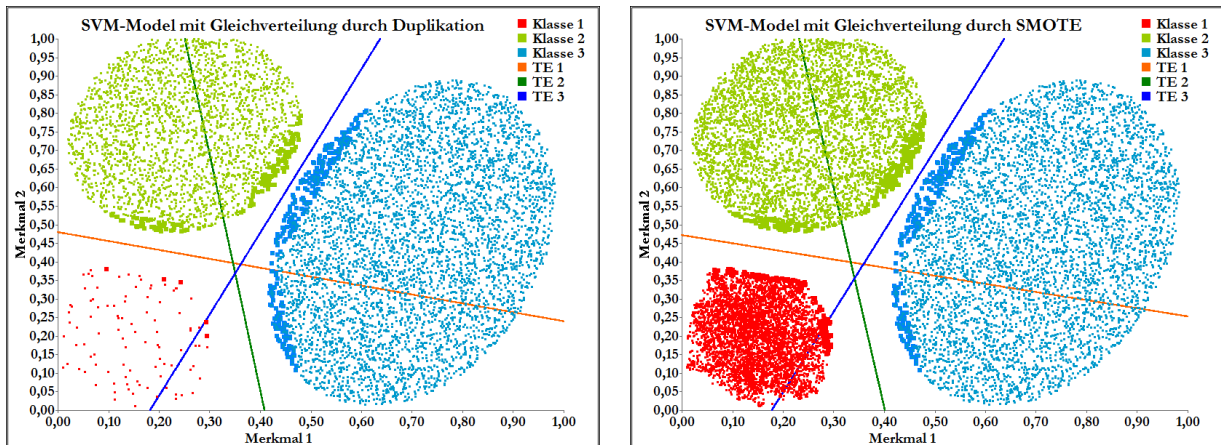 SVM-Model mit Gleichverteilung durch Duplikation
Klasse 1
Klasse 2
Klasse 3
TE 1
TE 2
TE 3
Merkmal 2
1,00
0,95
0,90
0,85
0,80
0,75
0,70
0,65
0,60
0,55
0,50
0,45
0,40
0,35
0,30
0,25
0,20
0,15
0,10
0,05
0,00
0,00 0,10 0,20 0,30 0,40 0,50 0,60 0,70 0,80 0,90 1,00
Merkmal 1
SVM-Model mit Gleichverteilung durch SMOTE
Klasse 1
Klasse 2
Klasse 3
TE 1
TE 2
TE 3
Merkmal 2
1,00
0,95
0,90
0,85
0,80
0,75
0,70
0,65
0,60
0,55
0,50
0,45
0,40
0,35
0,30
0,25
0,20
0,15
0,10
0,05
0,00
0,00 0,10 0,20 0,30 0,40 0,50 0,60 0,70 0,80 0,90 1,00
Merkmal 1